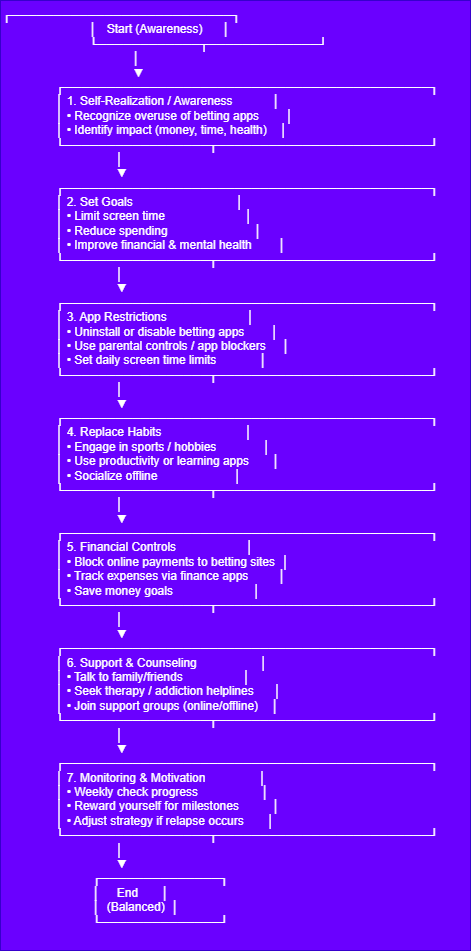 Start (Awareness)
1. Self-Realization / Awareness
• Recognize overuse of betting apps
• Identify impact (money, time, health)
2. Set Goals
• Limit screen time
• Reduce spending
• Improve financial & mental health
3. App Restrictions
• Uninstall or disable betting apps
• Use parental controls / app blockers
• Set daily screen time limits
4. Replace Habits
• Engage in sports / hobbies
• Use productivity or learning apps
• Socialize offline
5. Financial Controls
• Block online payments to betting sites
• Track expenses via finance apps
• Save money goals
6. Support & Counseling
• Talk to family/friends
• Seek therapy / addiction helplines
• Join support groups (online/offline)
7. Monitoring & Motivation
• Weekly check progress
• Reward yourself for milestones
• Adjust strategy if relapse occurs
End
(Balanced)